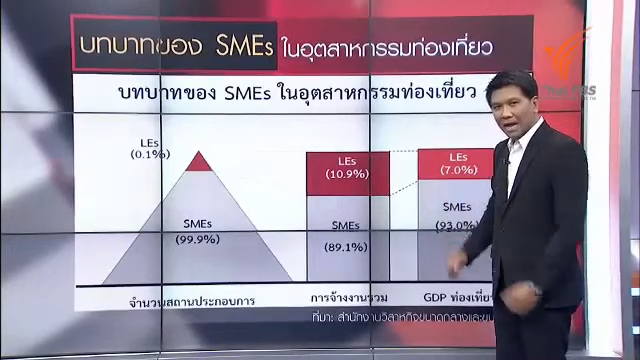 บทบาทของ SMEs ในอุตสาหกรรมท่องเที่ยว
บทบาทของ SMEs ในอุตสาหกรรมท่องเที่ยว
LEs
(0.1%)
SMEs
(99.9%)
LEs
(10.9%)
SMEs
(89.1%)
LEs
(7.0%)
SMEs
(93.0%)
จำนวนสถานประกอบการ
การจ้างงานรวม
GDP ท่องเที่ยว
ที่มา: สำนักงานวิสาหกิจขนาดกลางและขน